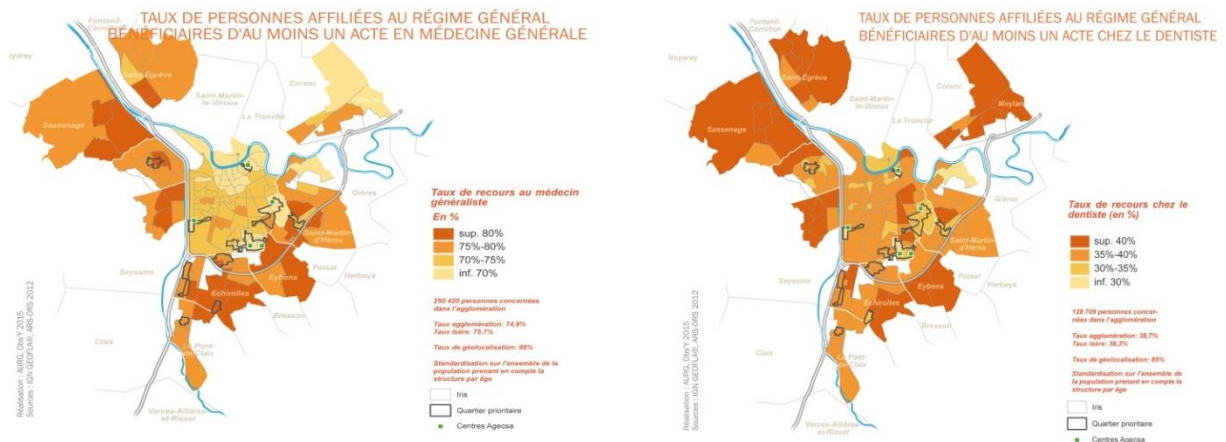 TAUX DE PERSONNES AFFILIÉES AU RÉGIME GÉNÉRAL
BÉNÉFICIAIRES D'AU MOINS UN ACTE EN MÉDECINE GÉNÉRALE
Fontanil-
Cornillon
Noyarey
Saint-Égrève
Saint-Martin
le-Vinoux
Corenc
Meylan
La Tronche
Sassenage
Gières
Saint-Martin
d'Hères
Poisat
Herbeys
Eybens
Seyssins
Échirolles
Bresson
Claix
Le Pont-
de-Claix
Varces-Allières-
et-Risset
Taux de recours au médecin
généraliste
En %
sup. 80%
75%-80%
70%-75%
inf. 70%
250 420 personnes concernées
dans l'agglomération
Taux agglomération: 74,9%
Taux Isère: 75,7%
Taux de géolocalisation: 98%
Standardisation sur l'ensemble de la
population prenant en compte la
structure par âge
Iris
Quartier prioritaire
Centres Agecsa
Réalisation : AURG, Obs'Y 2015
Sources : IGN GEOFLA®, ARS-ORS 2012
TAUX DE PERSONNES AFFILIÉES AU RÉGIME GÉNÉRAL
BÉNÉFICIAIRES D'AU MOINS UN ACTE CHEZ LE DENTISTE
Fontanil-
Cornillon
Noyarey
Saint-Égrève
Saint-Martin
le-Vinoux
Corenc
Meylan
La Tronche
Sassenage
Gières
Saint-Martin
d'Hères
Poisat
Herbeys
Eybens
Seyssins
Échirolles
Bresson
Claix
Le Pont-
de-Claix
Varces-Allières-
et-Risset
Taux de recours chez le
dentiste (en %)
sup. 40%
35%-40%
30%-35%
inf. 30%
128 709 personnes concer-
nées dans l'agglomération
Taux agglomération: 38,7%
Taux Isère: 38,3%
Taux de géolocalisation: 85%
Standardisation sur l'ensemble de
la population prenant en compte la
structure par âge
Iris
Quartier prioritaire
Centres Agecsa
Réalisation : AURG, Obs'Y 2015
Sources : IGN GEOFLA®, ARS-ORS 2012